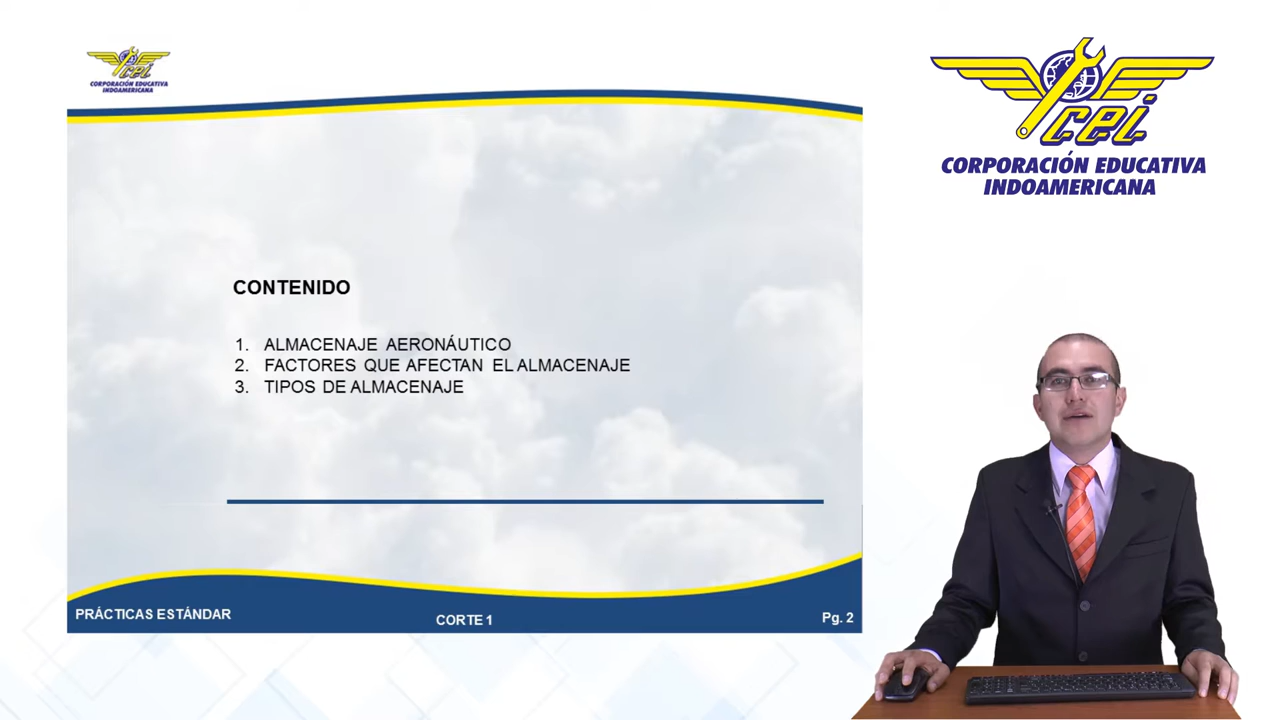 cei
CORPORACIÓN EDUCATIVA
INDOAMERICANA
CONTENIDO
1. ALMACENAJE AERONÁUTICO
2. FACTORES QUE AFECTAN EL ALMACENAJE
3. TIPOS DE ALMACENAJE
PRÁCTICAS ESTÁNDAR
CORTE 1
Pg. 2
cei
CORPORACIÓN EDUCATIVA
INDOAMERICANA